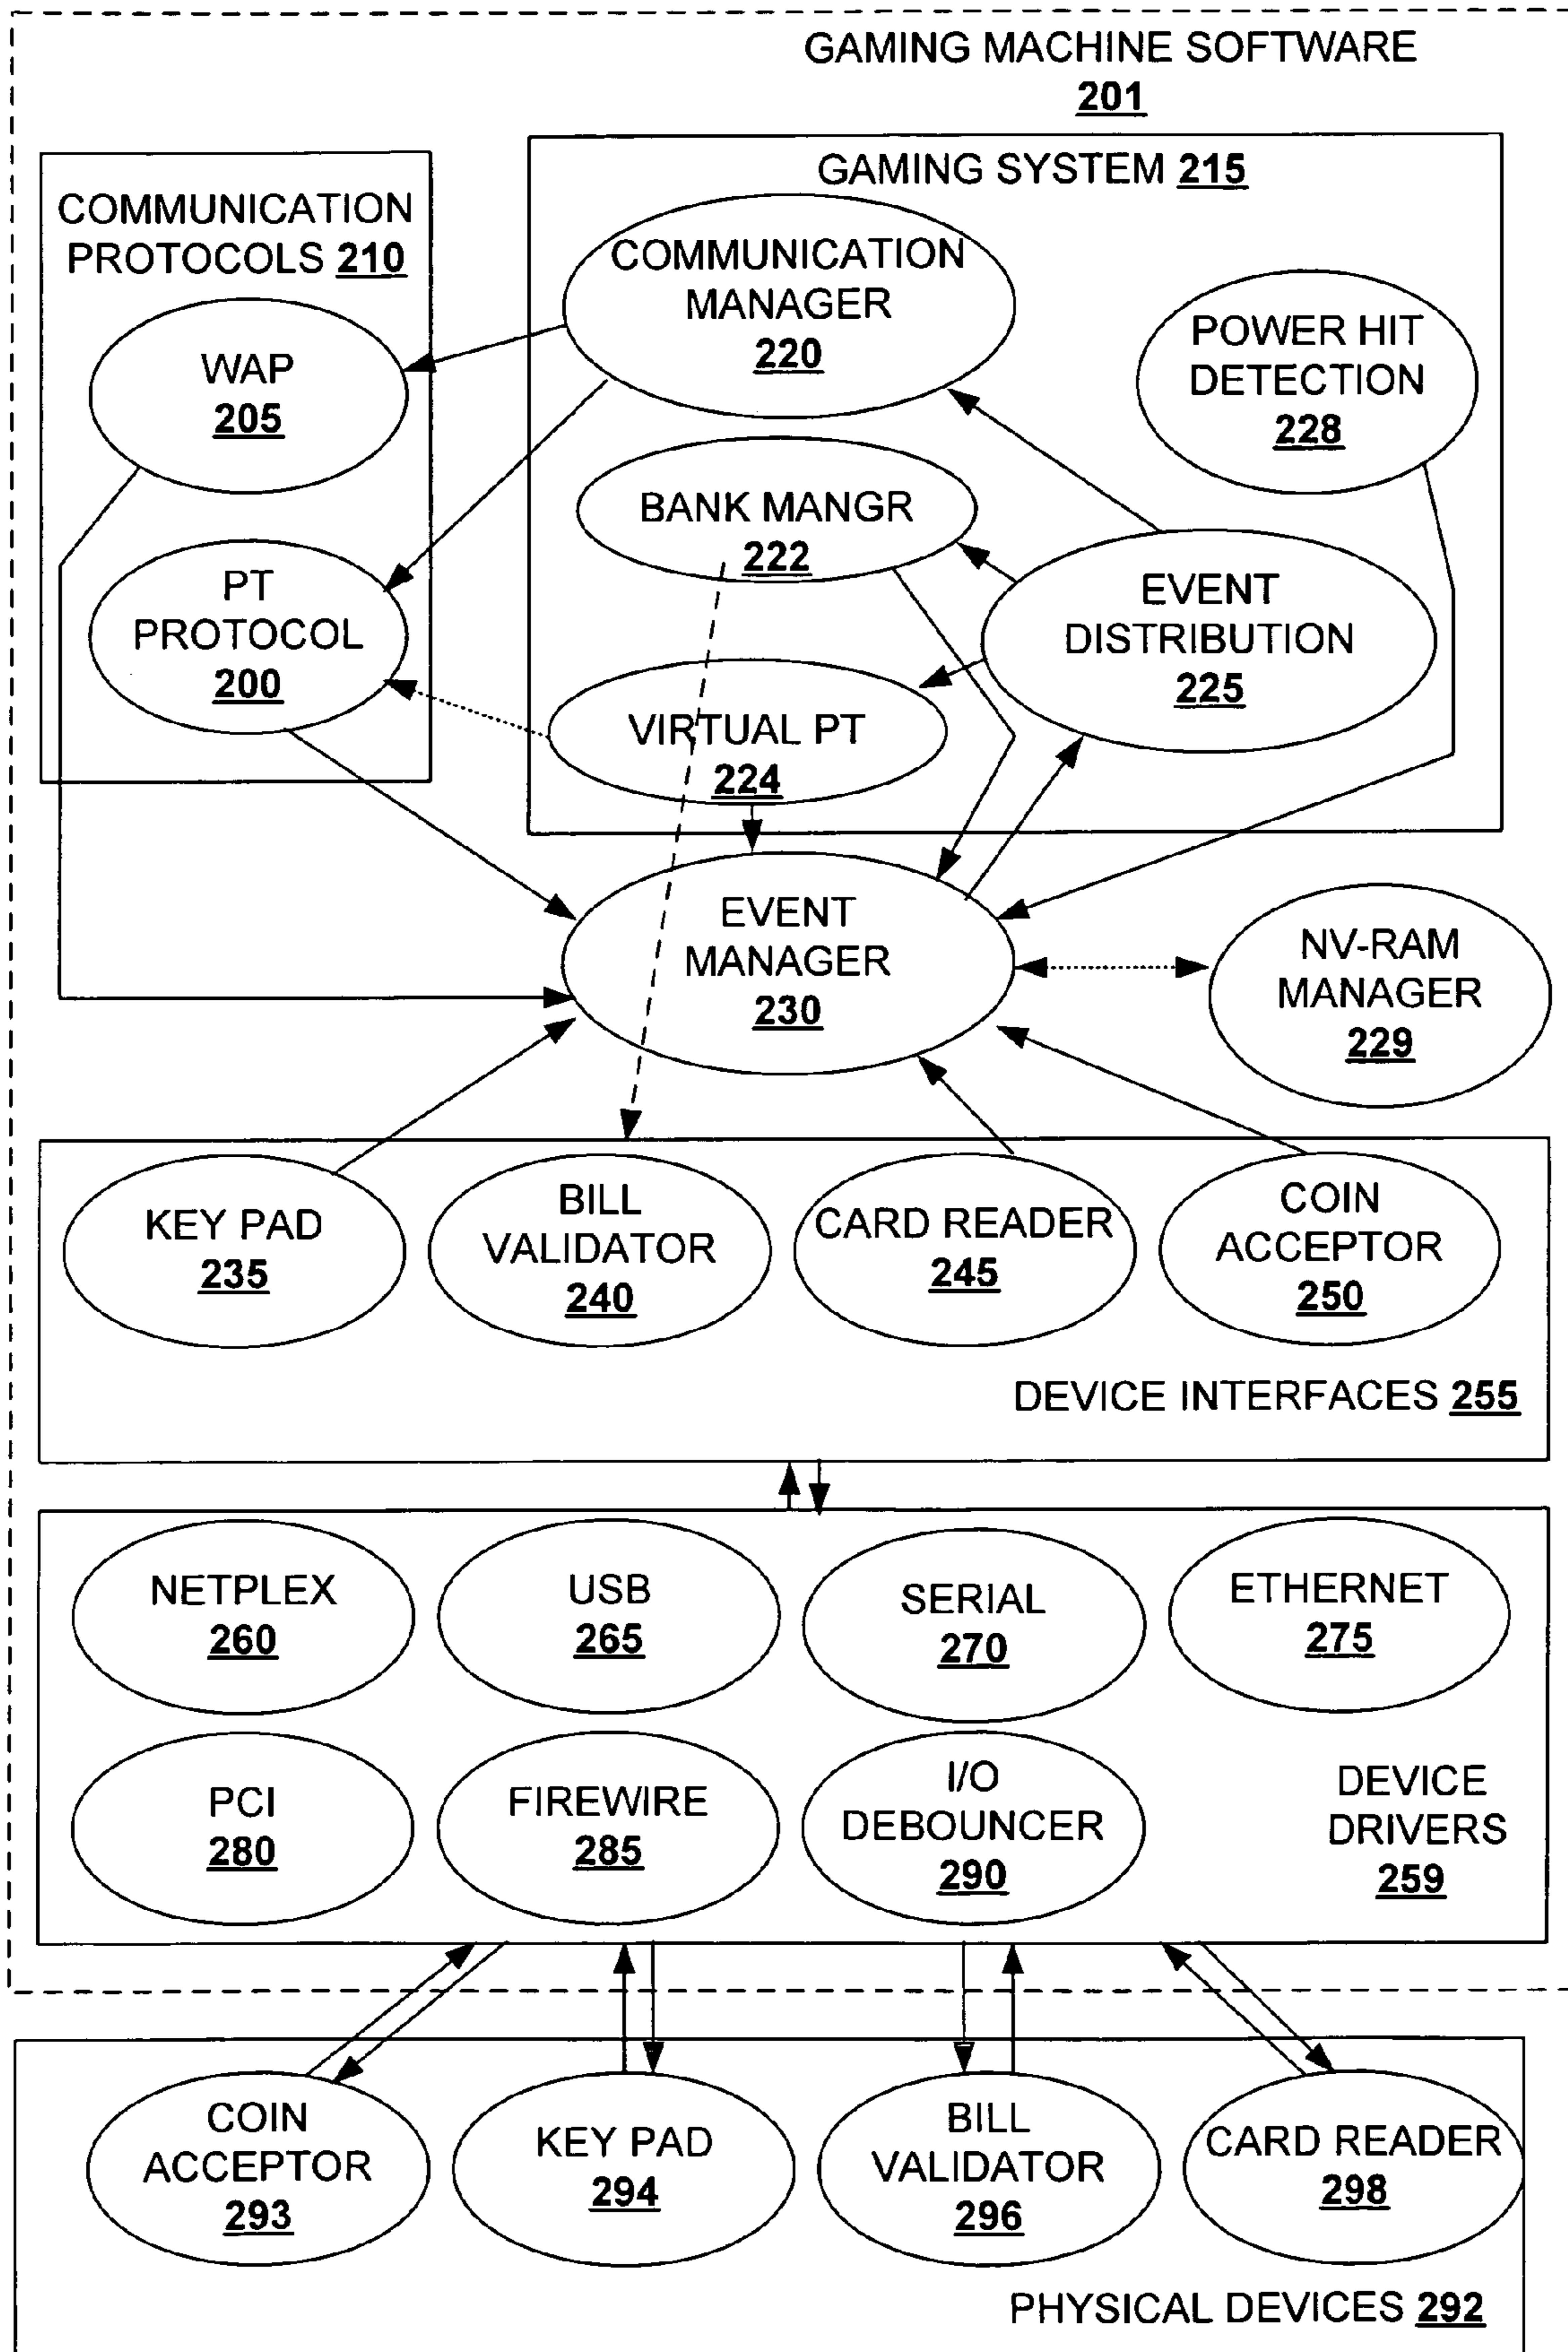 GAMING MACHINE SOFTWARE
201
GAMING SYSTEM 215
COMMUNICATION
PROTOCOLS 210
COMMUNICATION
MANAGER
220
POWER HIT
DETECTION
228
WAP
205
BANK MANGR
222
PT
PROTOCOL
200
EVENT
DISTRIBUTION
225
VIRTUAL PT
224
EVENT
MANAGER
230
NV-RAM
MANAGER
229
KEY PAD
235
BILL
VALIDATOR
240
CARD READER
245
COIN
ACCEPTOR
250
DEVICE INTERFACES 255
NETPLEX
260
USB
265
SERIAL
270
ETHERNET
275
PCI
280
FIREWIRE
285
I/O
DEBOUNCER
290
DEVICE
DRIVERS
259
COIN
ACCEPTOR
293
KEY PAD
294
BILL
VALIDATOR
296
CARD READER
298
PHYSICAL DEVICES 292